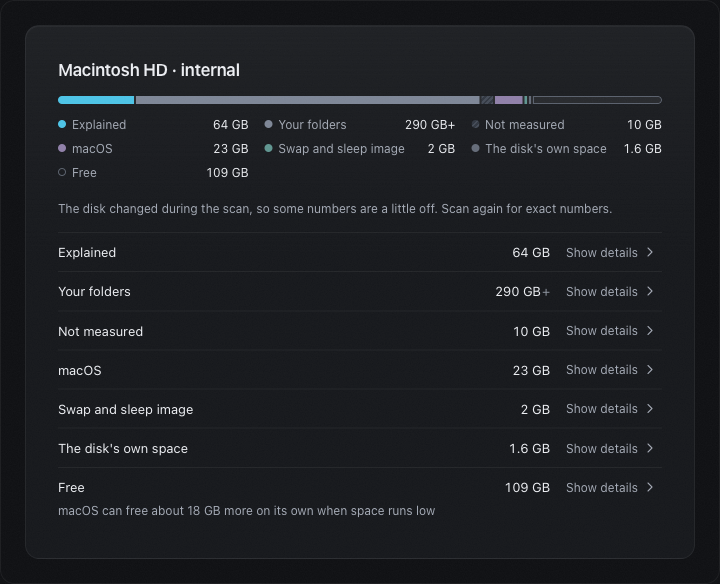 Macintosh HD · internal
Explained 64 GB Your folders 290 GB+ Not measured 10 GB
macOS 23 GB Swap and sleep image 2 GB The disk's own space 1.6 GB
Free 109 GB
The disk changed during the scan, so some numbers are a little off. Scan again for exact numbers.
Explained 64 GB Show details
Your folders 290 GB+ Show details
Not measured 10 GB Show details
macOS 23 GB Show details
Swap and sleep image 2 GB Show details
The disk's own space 1.6 GB Show details
Free 109 GB Show details
macOS can free about 18 GB more on its own when space runs low